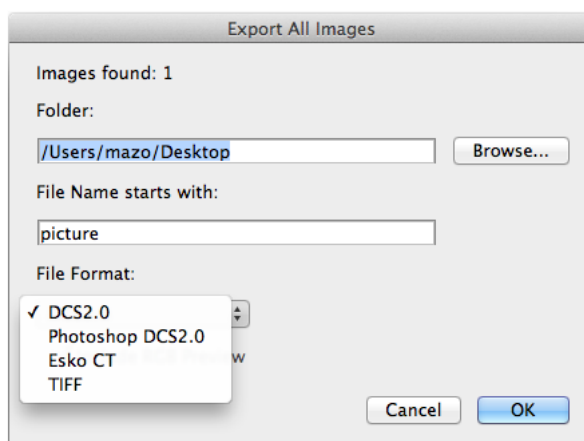 Export All Images
Images found: 1
Folder:
/Users/mazo/Desktop
Browse...
File Name starts with:
picture
File Format:
✓ DCS2.0
Photoshop DCS2.0
Esko CT
TIFF
Cancel
OK